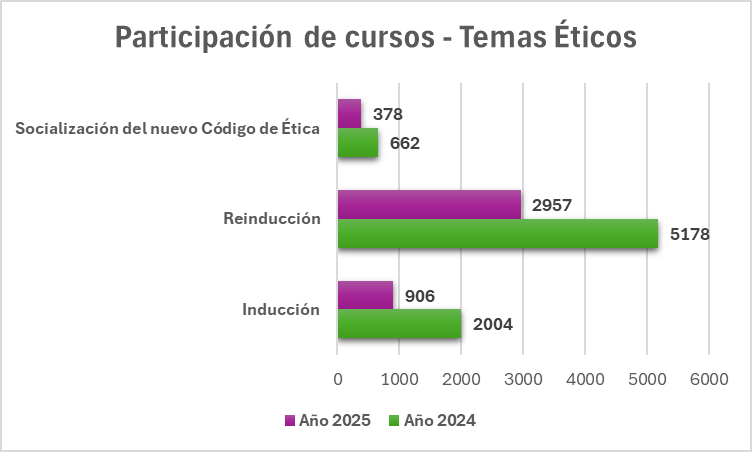 Participación de cursos - Temas Éticos
Socialización del nuevo Código de Ética
378
662
Reinducción
2957
5178
Inducción
906
2004
0 1000 2000 3000 4000 5000 6000
Año 2025 Año 2024